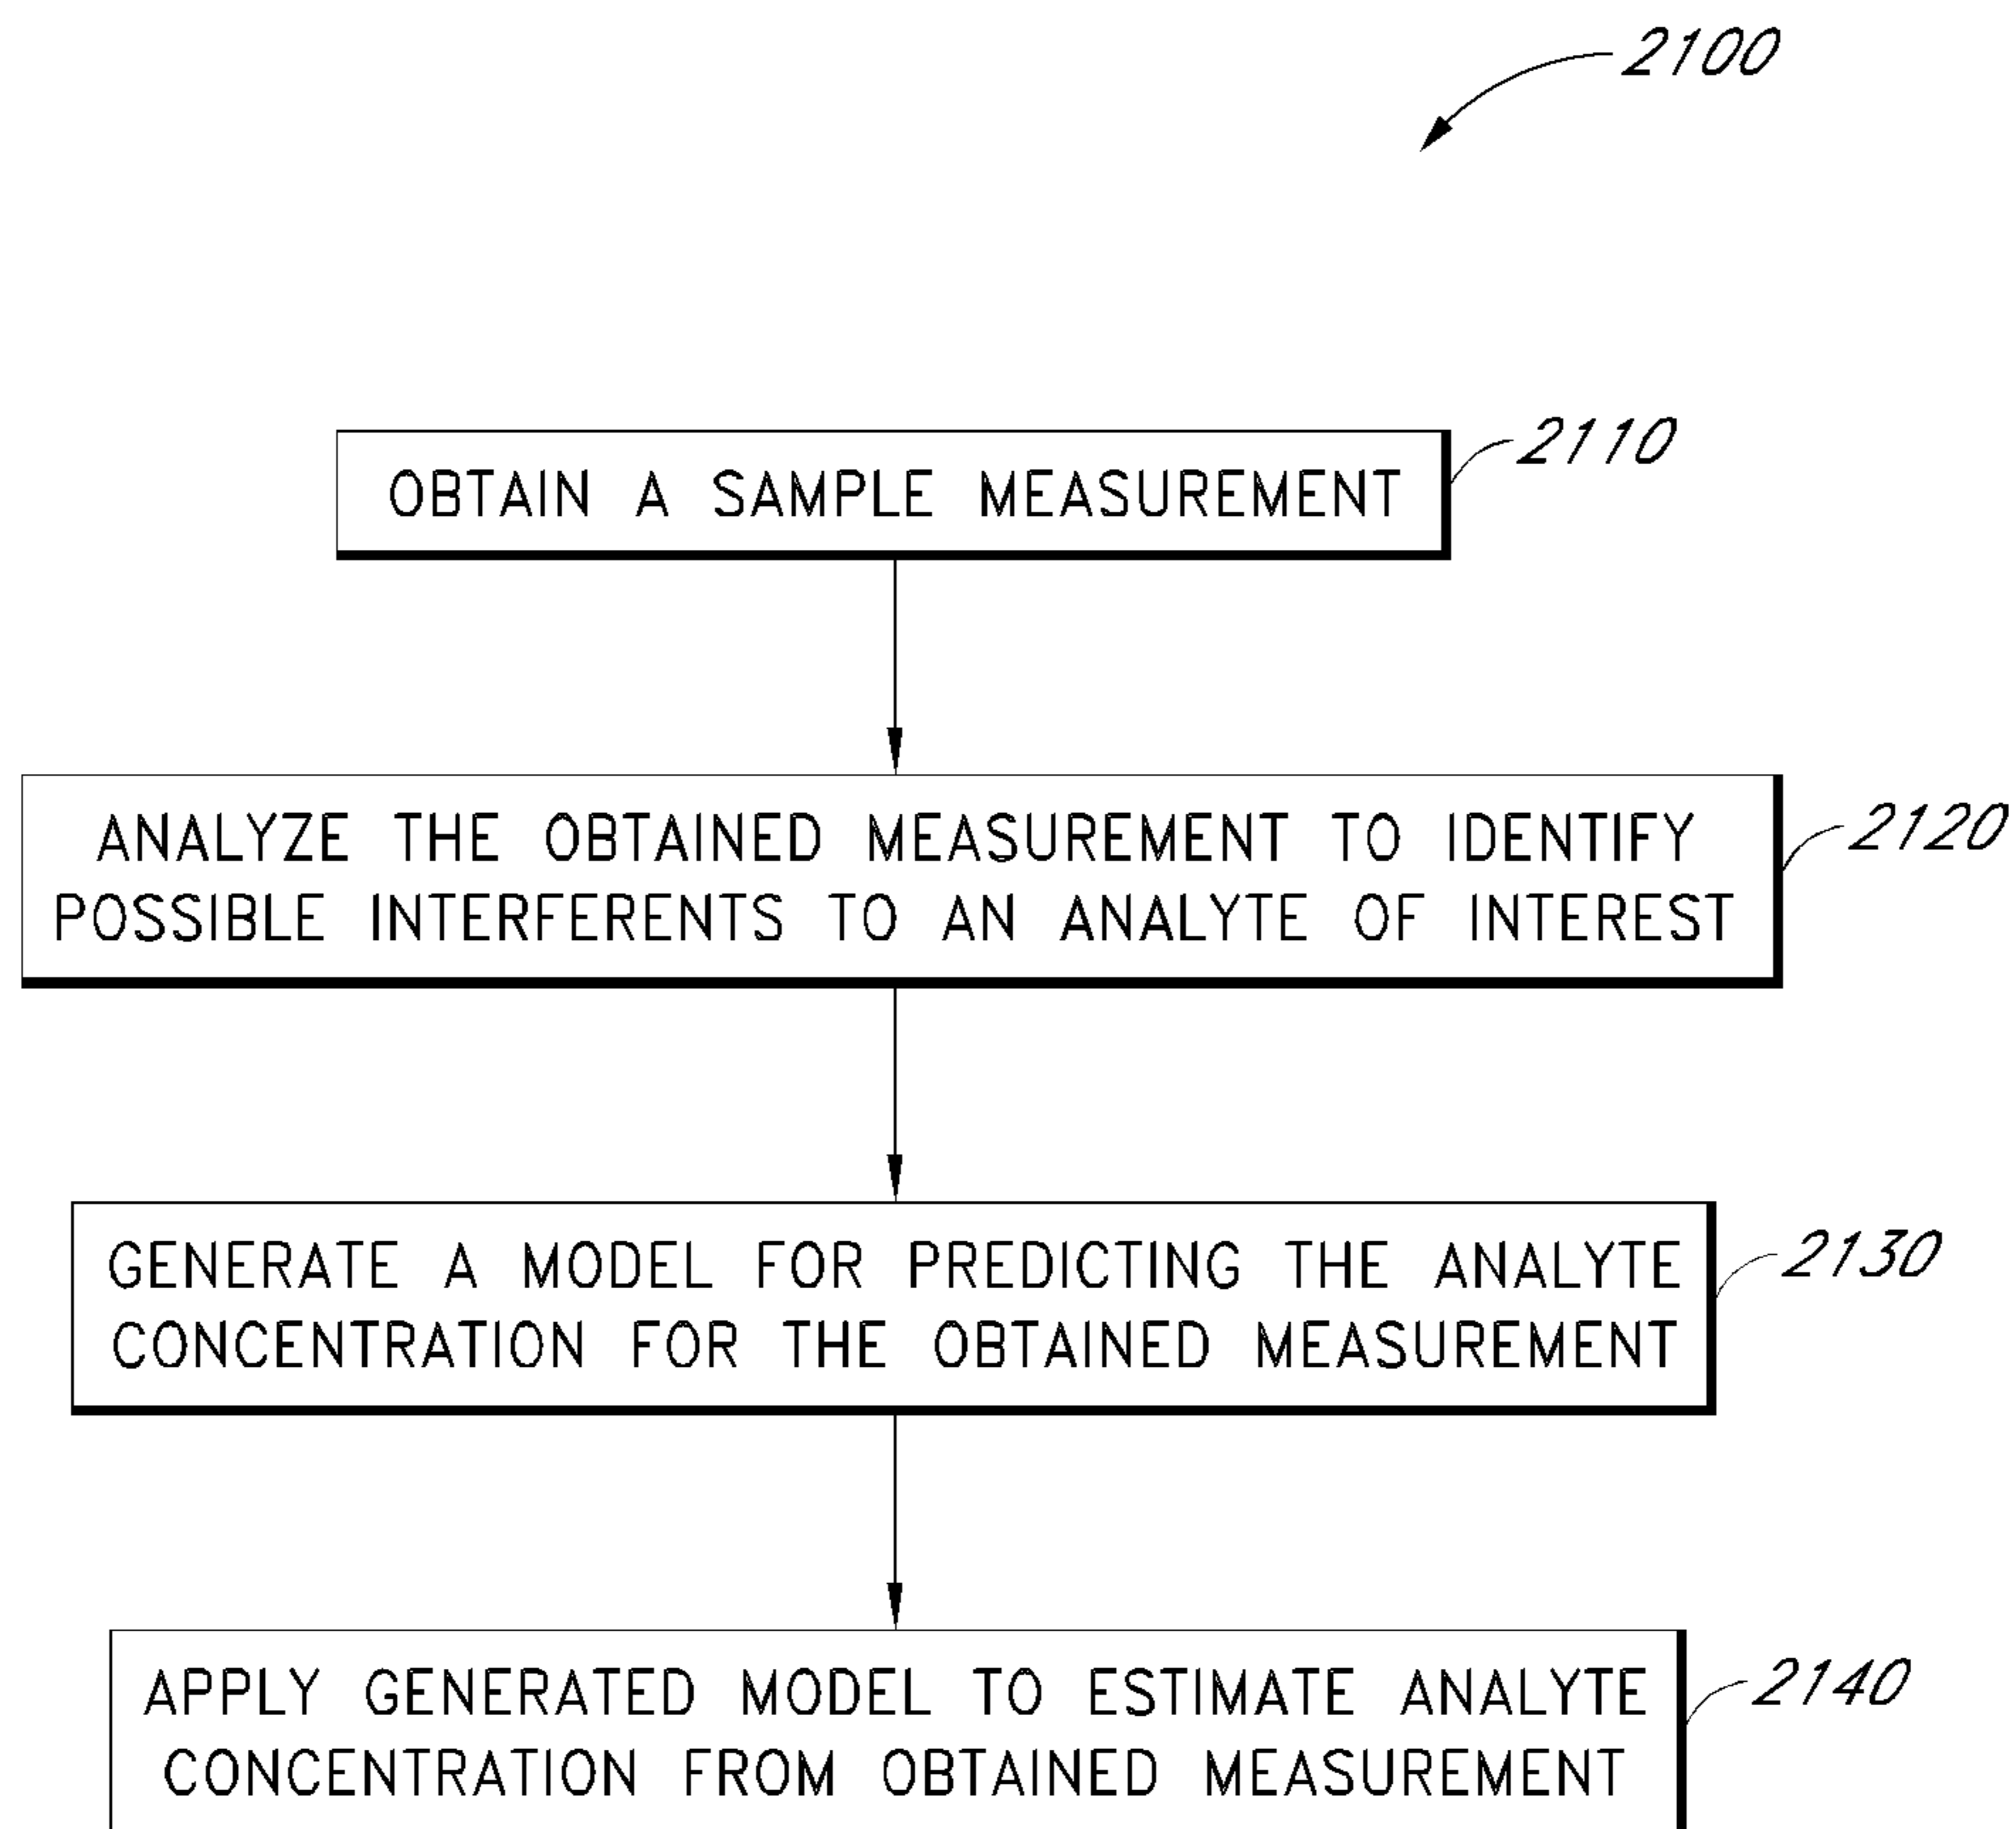 2100
OBTAIN A SAMPLE MEASUREMENT
2110
ANALYZE THE OBTAINED MEASUREMENT TO IDENTIFY
POSSIBLE INTERFERENTS TO AN ANALYTE OF INTEREST
2120
GENERATE A MODEL FOR PREDICTING THE ANALYTE
CONCENTRATION FOR THE OBTAINED MEASUREMENT
2130
APPLY GENERATED MODEL TO ESTIMATE ANALYTE
CONCENTRATION FROM OBTAINED MEASUREMENT
2140